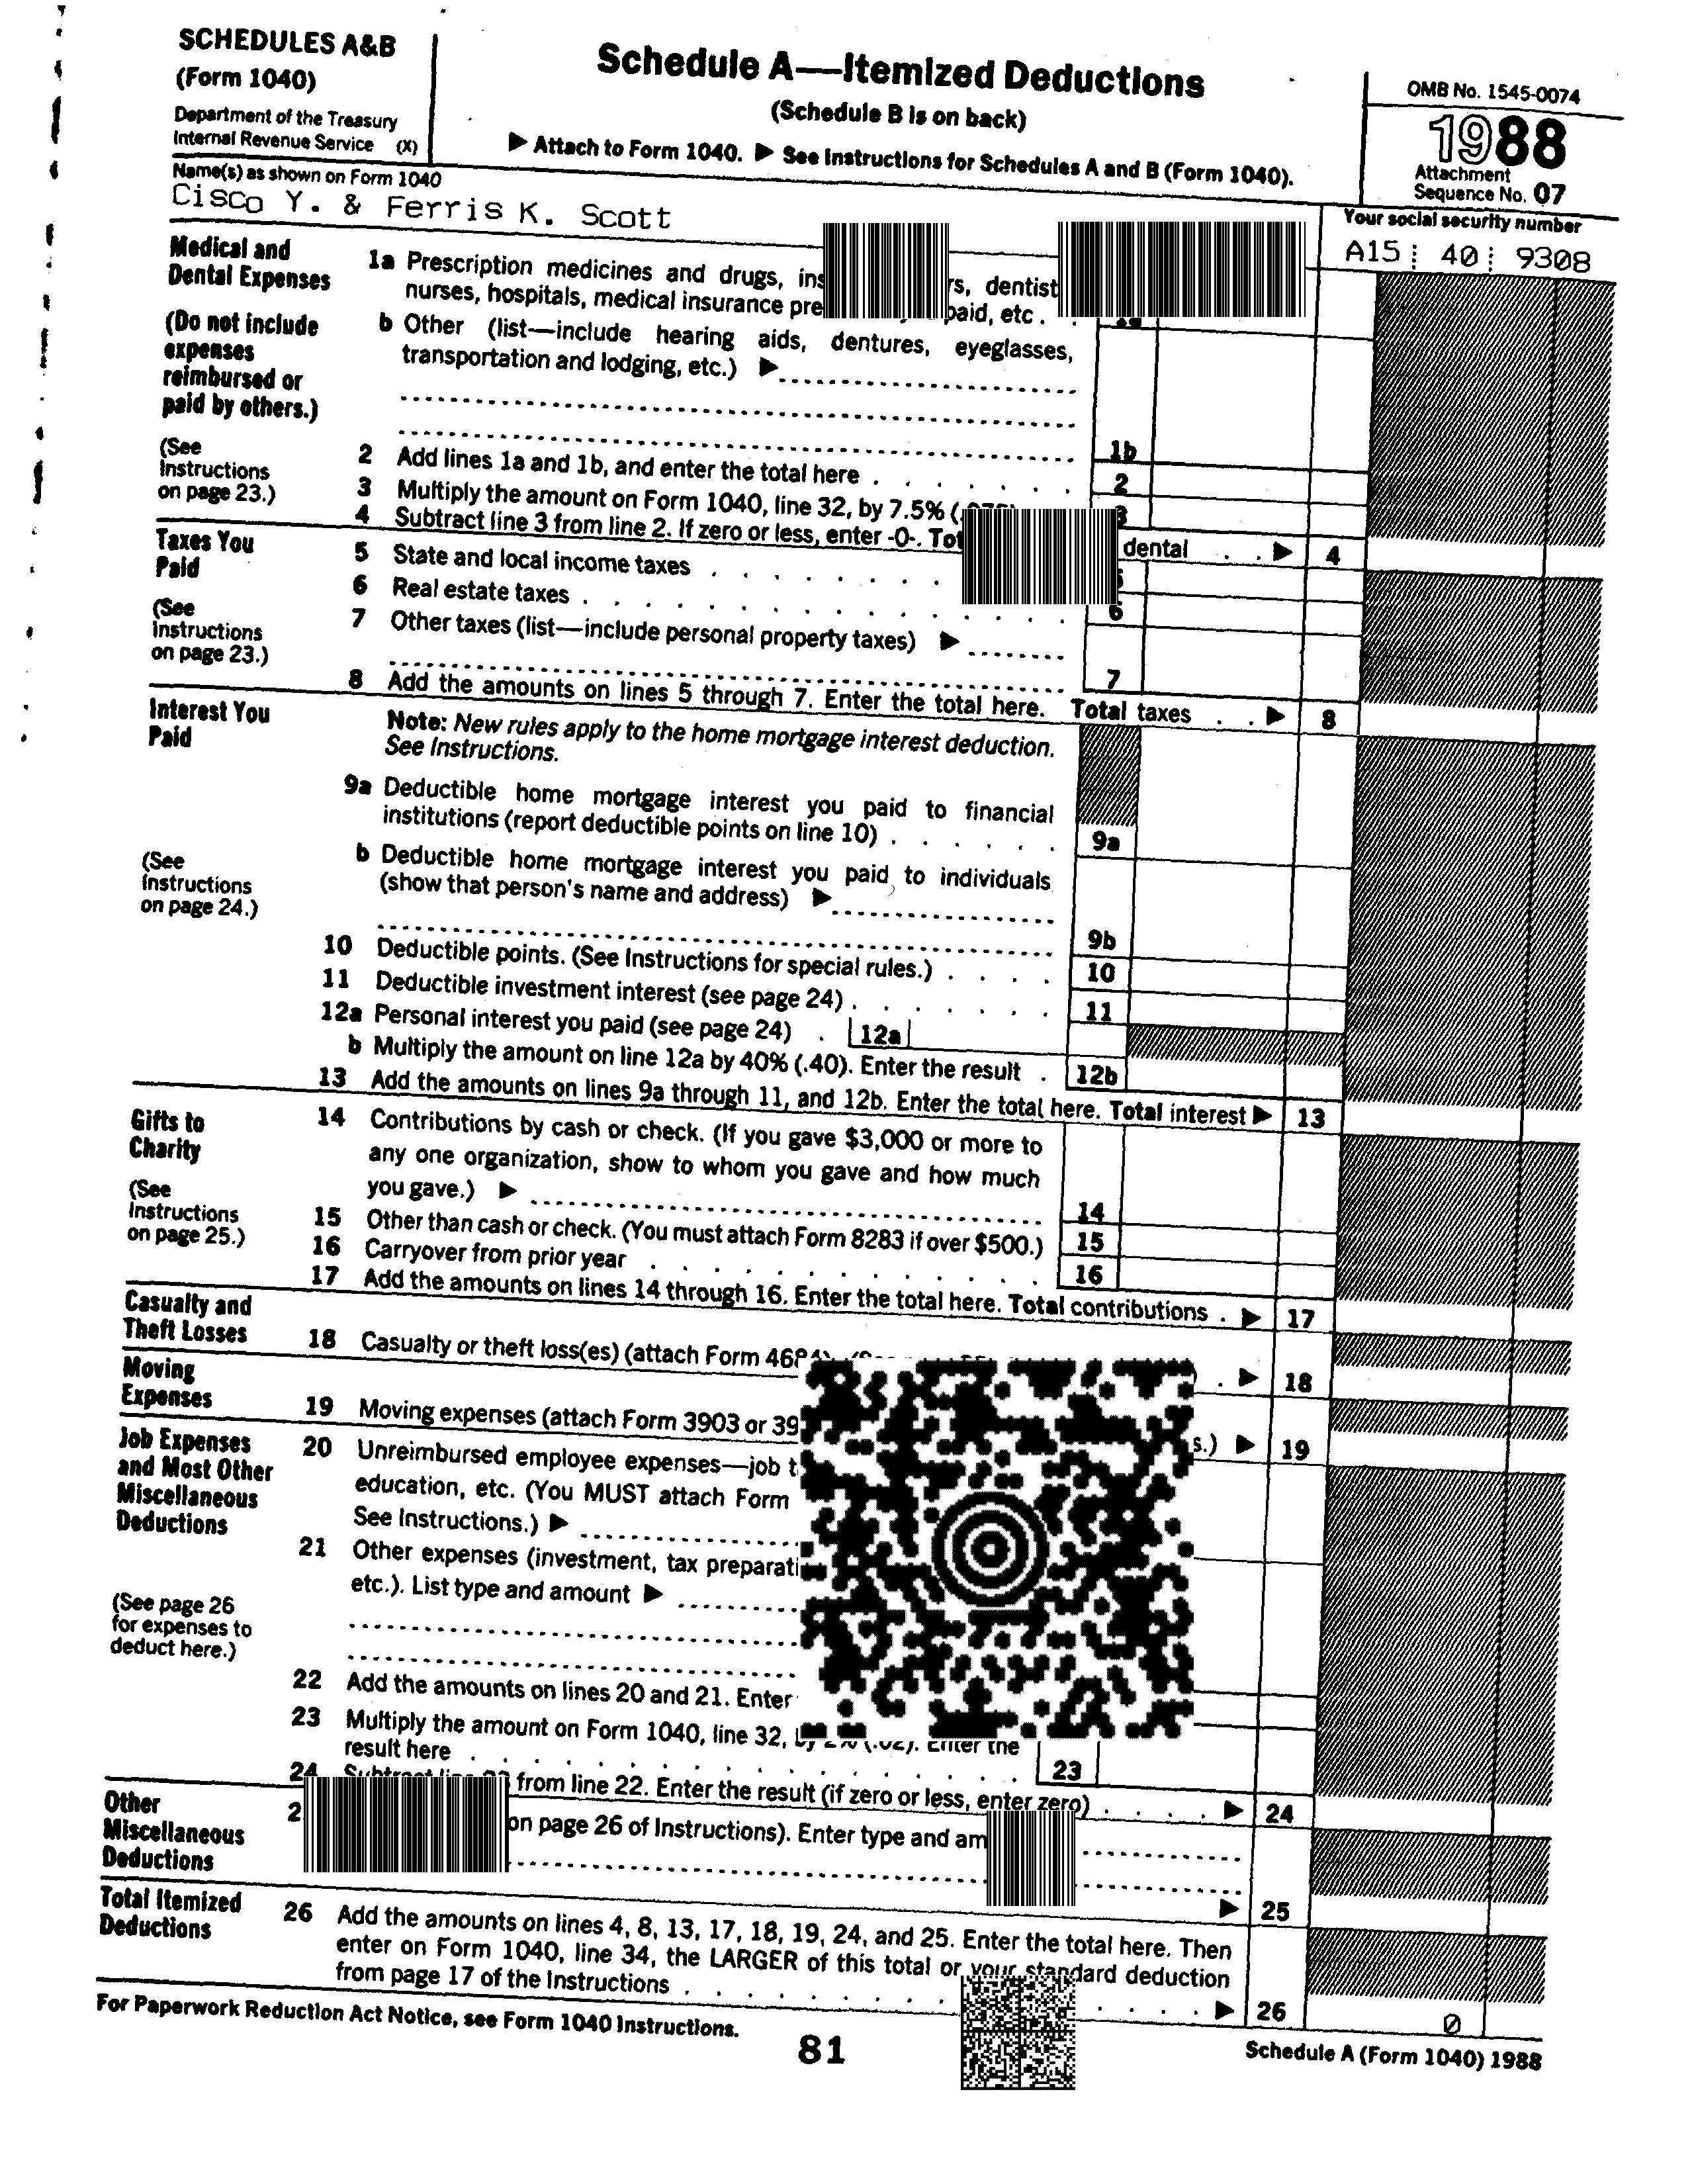 SCHEDULES A&B
(Form 1040)
Department of the Treasury
Internal Revenue Service (X)
Schedule A—Itemized Deductions
(Schedule B is on back)
▶ Attach to Form 1040. ▶ See Instructions for Schedules A and B (Form 1040).
OMB No. 1545-0074
1988
Attachment
Sequence No. 07
Name(s) as shown on Form 1040
Cisco Y. & Ferris K. Scott
Your social security number
A15 40 9308
Medical and
Dental Expenses
(Do not include
expenses
reimbursed or
paid by others.)
(See
Instructions
on page 23.)
1a Prescription medicines and drugs, dentist
nurses, hospitals, medical insurance paid, etc . .
b Other (list—include hearing aids, dentures, eyeglasses,
transportation and lodging, etc.) ▶
1b
2 Add lines 1a and 1b, and enter the total here . . . . . . . 2
3 Multiply the amount on Form 1040, line 32, by 7.5%
4 Subtract line 3 from line 2. If zero or less, enter -0-. dental . . ▶ 4
Taxes You
Paid
(See
Instructions
on page 23.)
5 State and local income taxes . . . . . .
6 Real estate taxes . . . . . . . . . . . . 6
7 Other taxes (list—include personal property taxes) ▶
7
8 Add the amounts on lines 5 through 7. Enter the total here. Total taxes . . ▶ 8
Interest You
Paid
(See
Instructions
on page 24.)
Note: New rules apply to the home mortgage interest deduction.
See Instructions.
9a Deductible home mortgage interest you paid to financial
institutions (report deductible points on line 10) . . . . . . 9a
b Deductible home mortgage interest you paid to individuals
(show that person's name and address) ▶
9b
10 Deductible points. (See Instructions for special rules.) . . . . 10
11 Deductible investment interest (see page 24) . . . . . . 11
12a Personal interest you paid (see page 24) . 12a
b Multiply the amount on line 12a by 40% (.40). Enter the result . 12b
13 Add the amounts on lines 9a through 11, and 12b. Enter the total here. Total interest ▶ 13
Gifts to
Charity
(See
Instructions
on page 25.)
14 Contributions by cash or check. (If you gave $3,000 or more to
any one organization, show to whom you gave and how much
you gave.) ▶
14
15 Other than cash or check. (You must attach Form 8283 if over $500.) 15
16 Carryover from prior year . . . . . . . . . . . . 16
17 Add the amounts on lines 14 through 16. Enter the total here. Total contributions . ▶ 17
Casualty and
Theft Losses
18 Casualty or theft loss(es) (attach Form . ▶ 18
Moving
Expenses
19 Moving expenses (attach Form 3903 or ▶ 19
Job Expenses
and Most Other
Miscellaneous
Deductions
(See page 26
for expenses to
deduct here.)
20 Unreimbursed employee expenses—job
education, etc. (You MUST attach Form
See Instructions.) ▶
21 Other expenses (investment, tax
etc.). List type and amount ▶
22 Add the amounts on lines 20 and 21. Enter
23 Multiply the amount on Form 1040, line 32, Enter the
result here . . . . . . . . . . . . . . 23
24 from line 22. Enter the result (if zero or less, enter zero) . . . . ▶ 24
Other
Miscellaneous
Deductions
on page 26 of Instructions). Enter type and
▶ 25
Total Itemized
Deductions
26 Add the amounts on lines 4, 8, 13, 17, 18, 19, 24, and 25. Enter the total here. Then
enter on Form 1040, line 34, the LARGER of this total or your standard deduction
from page 17 of the Instructions . . . . . . . . . . . ▶ 26 0
For Paperwork Reduction Act Notice, see Form 1040 Instructions.
81
Schedule A (Form 1040) 1988